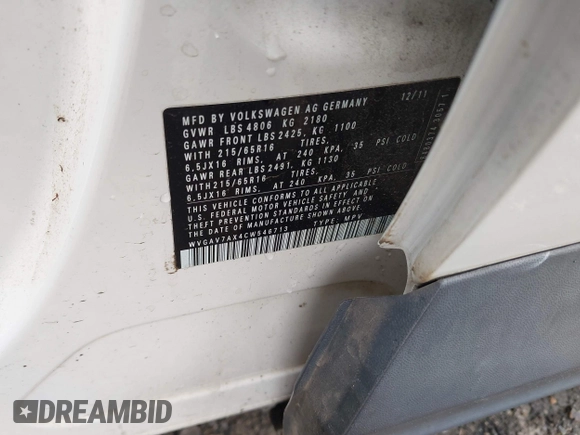 MFD BY VOLKSWAGEN AG GERMANY 12/11
GVWR LBS 4806 KG 2180
GAWR FRONT LBS 2425, KG 1100
WITH 215/65R16 TIRES,
6.5JX16 RIMS, AT 240 KPA, 35 PSI COLD
GAWR REAR LBS 2491, KG 1130
WITH 215/65R16 TIRES,
6.5JX16 RIMS, AT 240 KPA, 35 PSI COLD
THIS VEHICLE CONFORMS TO ALL APPLICABLE
U.S. FEDERAL MOTOR VEHICLE SAFETY AND
THEFT PREVENTION STANDARDS IN EFFECT ON THE
DATE OF MANUFACTURE SHOWN ABOVE.
WVGAV7AX4CW546713 TYPE: MPV
DREAMBID